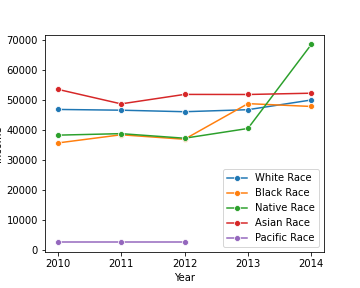 70000
60000
50000
40000
30000
20000
10000
0
2010 2011 2012 2013 2014
Year
White Race
Black Race
Native Race
Asian Race
Pacific Race